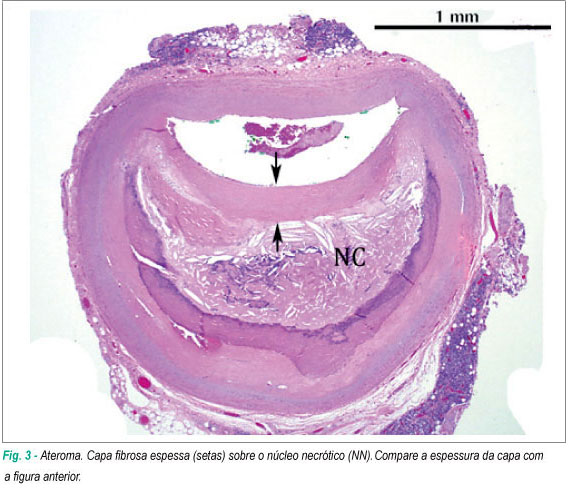 1 mm
NC
Fig. 3 - Ateroma. Capa fibrosa espessa (setas) sobre o núcleo necrótico (NN). Compare a espessura da capa com
a figura anterior.